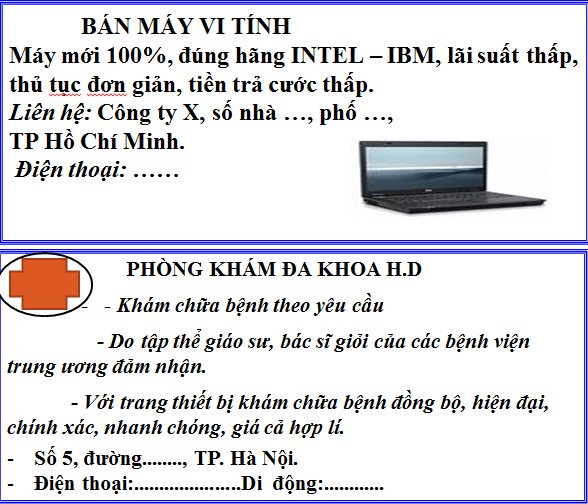 BÁN MÁY VI TÍNH
Máy mới 100%, đúng hãng INTEL – IBM, lãi suất thấp,
thủ tục đơn giản, tiền trả cước thấp.
Liên hệ: Công ty X, số nhà …, phố …,
TP Hồ Chí Minh.
Điện thoại: ……
PHÒNG KHÁM ĐA KHOA H.D
- - Khám chữa bệnh theo yêu cầu
- Do tập thể giáo sư, bác sĩ giỏi của các bệnh viện
trung ương đảm nhận.
- Với trang thiết bị khám chữa bệnh đồng bộ, hiện đại,
chính xác, nhanh chóng, giá cả hợp lí.
- Số 5, đường........, TP. Hà Nội.
- Điện thoại:......................Di động:............